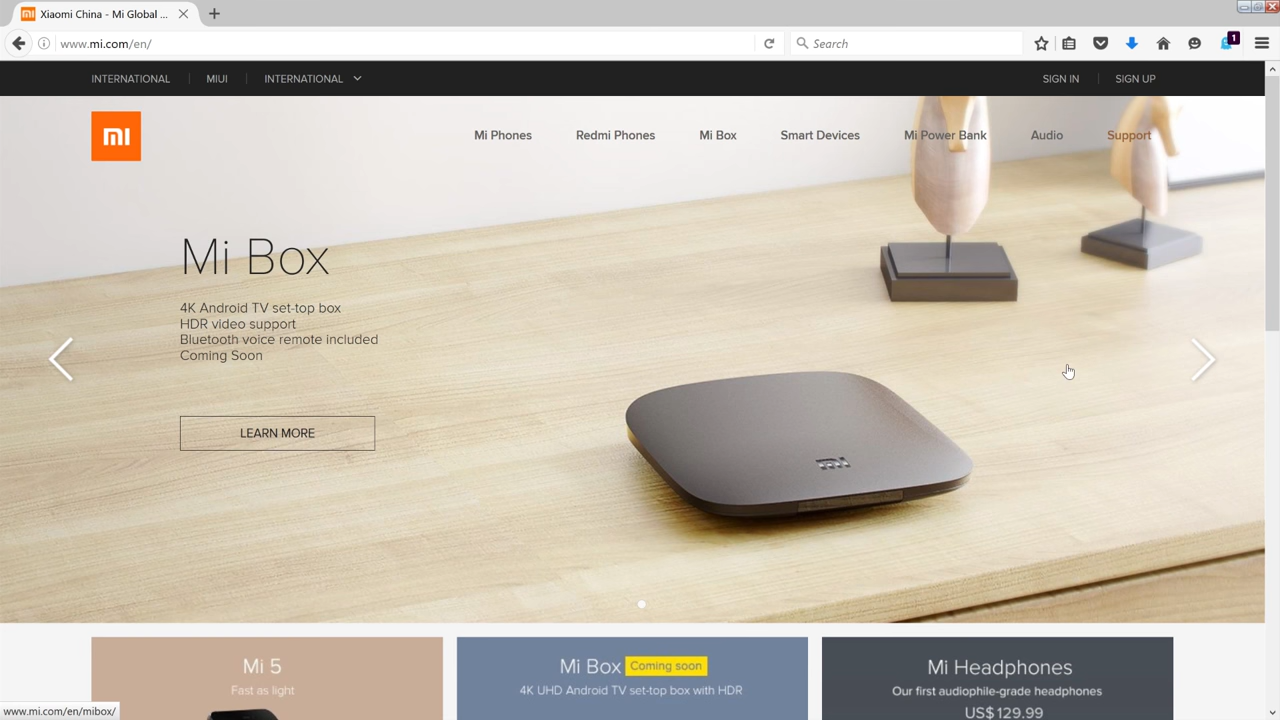 Xiaomi China - Mi Global ...
www.mi.com/en/
Search
1
INTERNATIONAL
MIUI
INTERNATIONAL
SIGN IN
SIGN UP
mi
Mi Phones
Redmi Phones
Mi Box
Smart Devices
Mi Power Bank
Audio
Support
Mi Box
4K Android TV set-top box
HDR video support
Bluetooth voice remote included
Coming Soon
LEARN MORE
mi
Mi 5
Fast as light
Mi Box Coming soon
4K UHD Android TV set-top box with HDR
Mi Headphones
Our first audiophile-grade headphones
US$129.99
www.mi.com/en/mibox/